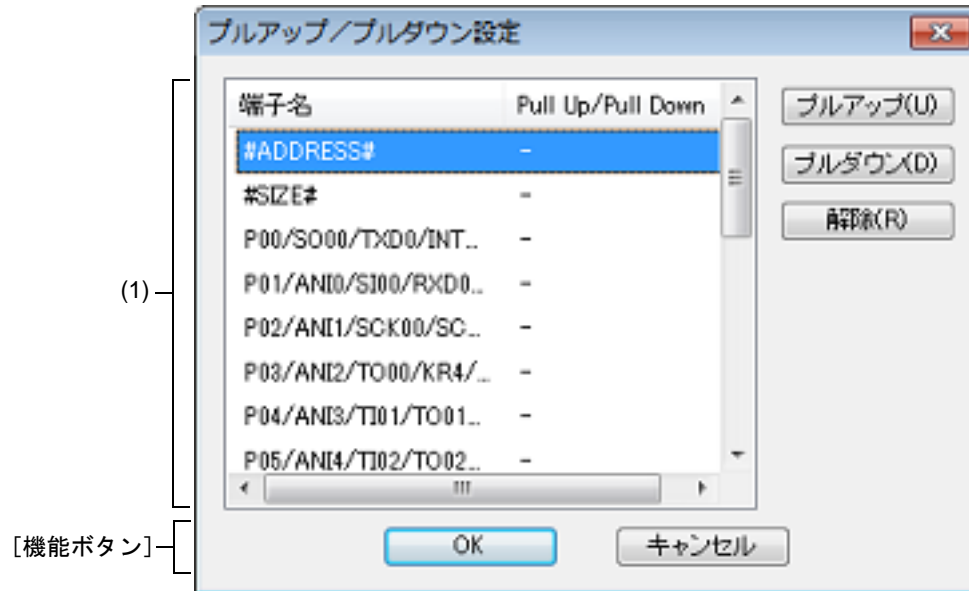 プルアップ／プルダウン設定
端子名 Pull Up/Pull Down
#ADDRESS# -
#SIZE# -
P00/SO00/TXD0/INT... -
P01/ANI0/SI00/RXD0... -
P02/ANI1/SCK00/SC... -
P03/ANI2/TO00/KR4/... -
P04/ANI3/TI01/TO01... -
P05/ANI4/TI02/TO02... -
プルアップ(U)
プルダウン(D)
解除(R)
(1)
[機能ボタン]
OK キャンセル